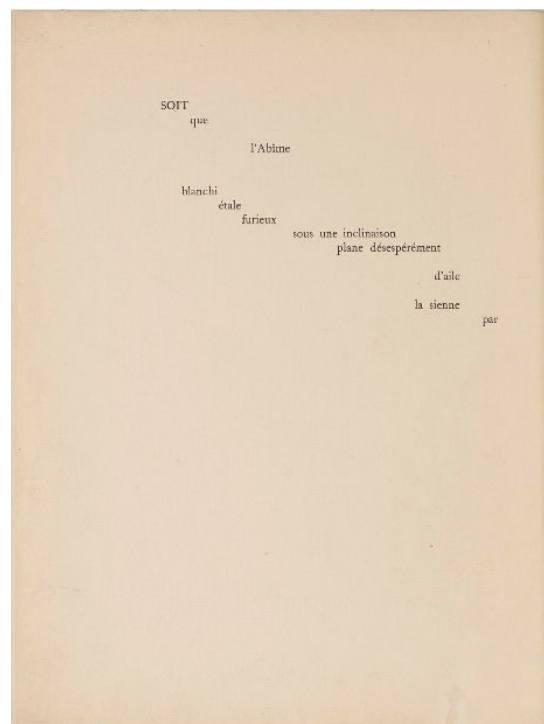 SOIT
que
l'Abîme
blanchi
étale
furieux
sous une inclinaison
plane désespérément
d'aile
la sienne
par